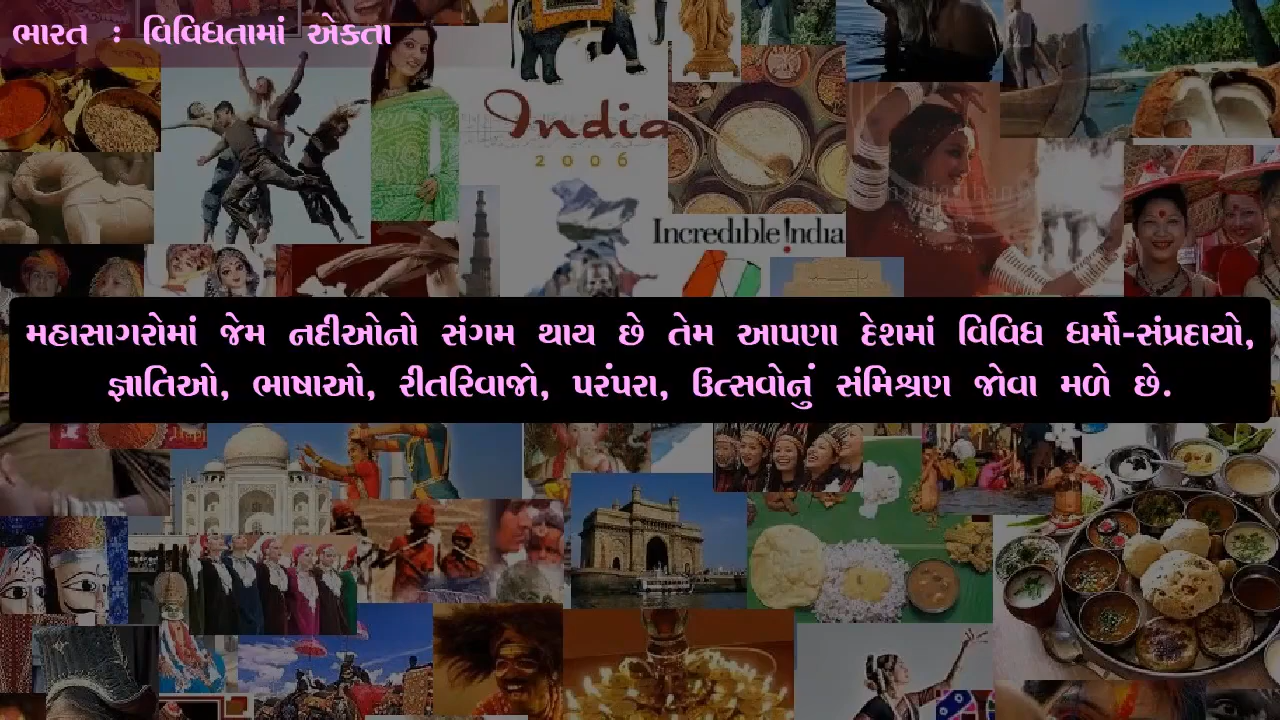 ભારત : વિવિધતામાં એકતા
India
2006
Incredible !ndia
મહાસાગરોમાં જેમ નદીઓનો સંગમ થાય છે તેમ આપણા દેશમાં વિવિધ ધર્મો-સંપ્રદાયો,
જ્ઞાતિઓ, ભાષાઓ, રીતરિવાજો, પરંપરા, ઉત્સવોનું સંમિશ્રણ જોવા મળે છે.